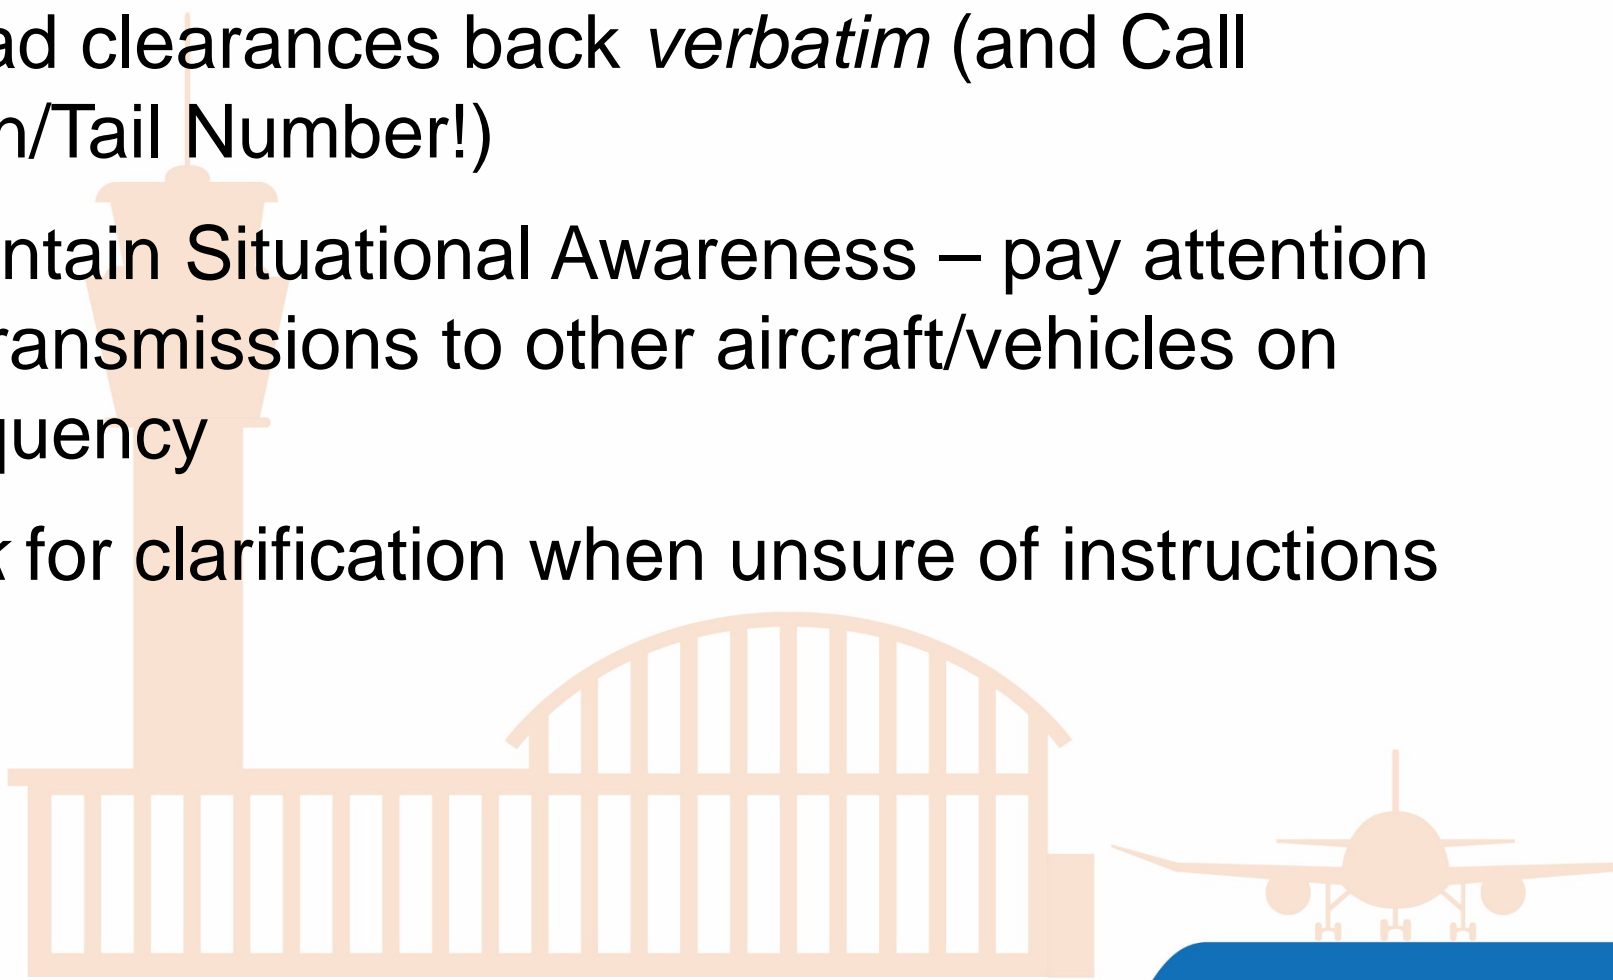 ad clearances back verbatim (and Call
n/Tail Number!)
ntain Situational Awareness – pay attention
ransmissions to other aircraft/vehicles on
quency
for clarification when unsure of instructions